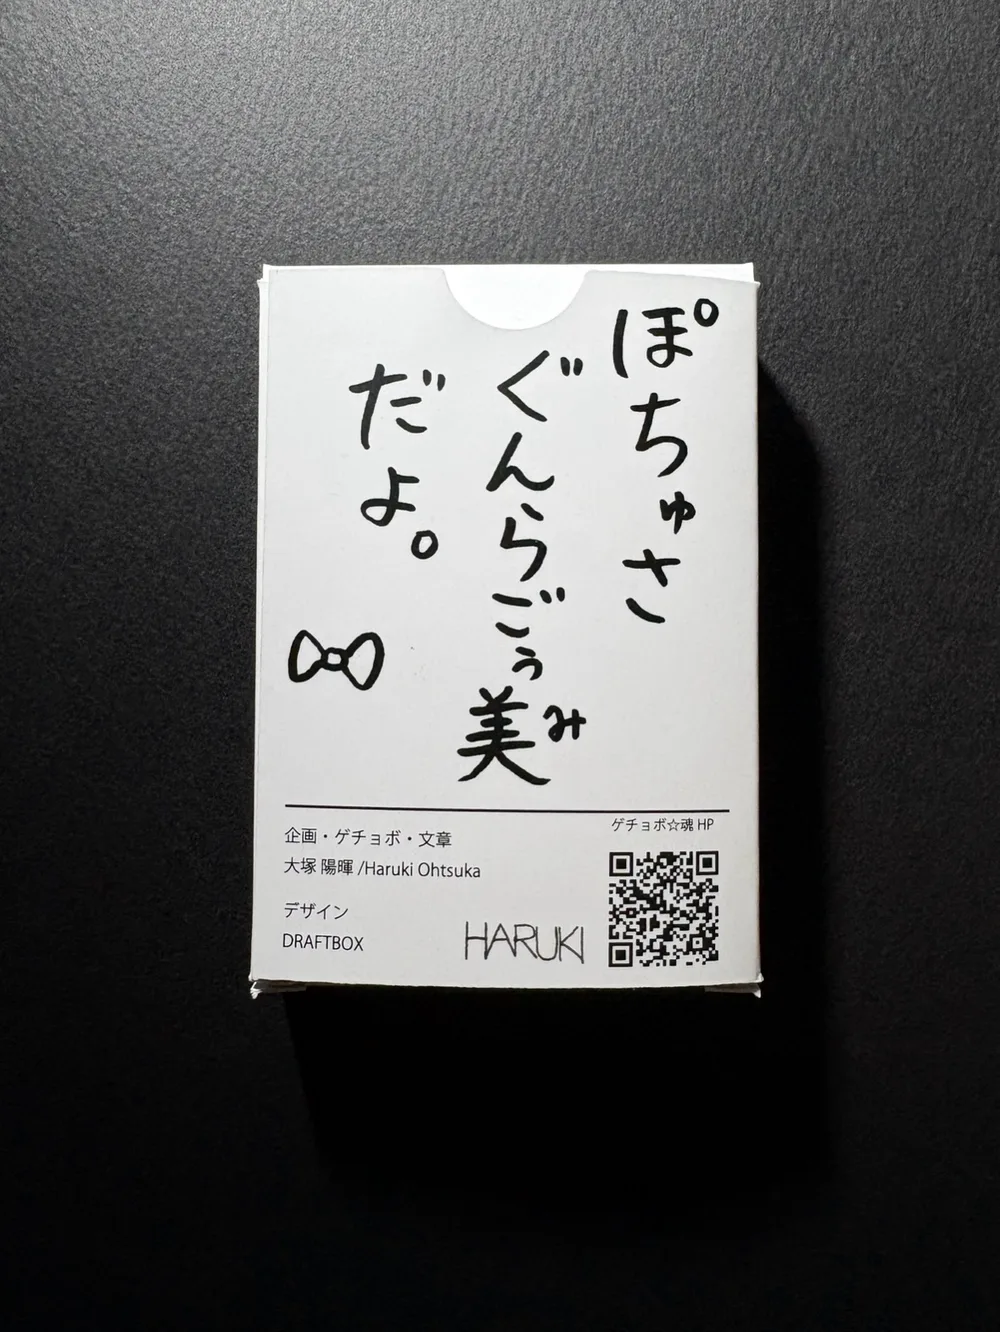 ぽちゅさ
ぐんらごぅ美み
だよ。
企画・ゲチョボ・文章
大塚 陽暉 /Haruki Ohtsuka
デザイン
DRAFTBOX
HARUKI
ゲチョボ☆魂 HP